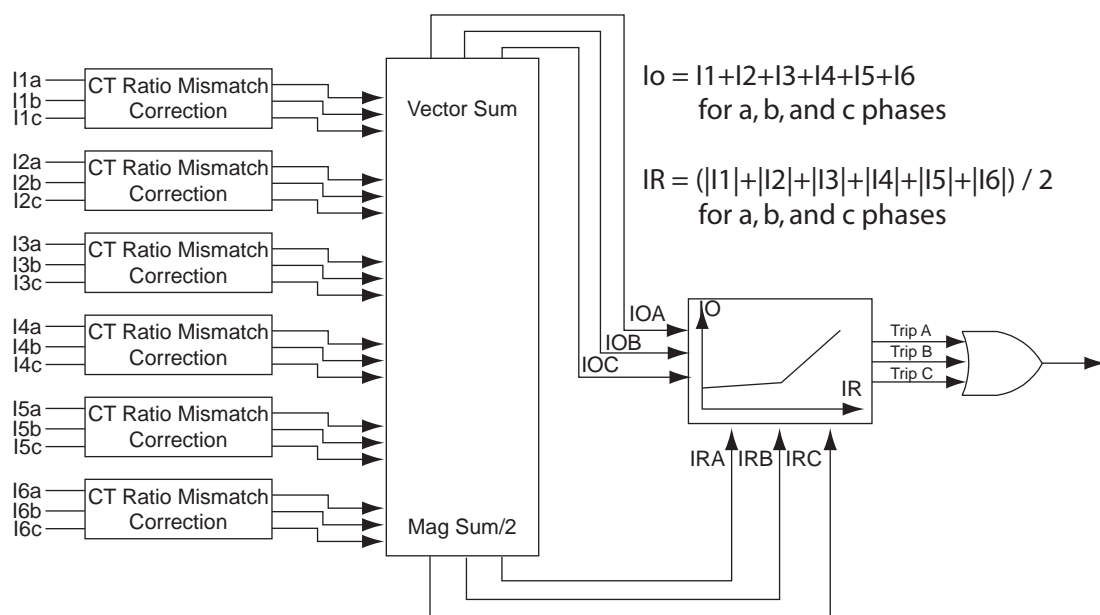 I1a
I1b
I1c
CT Ratio Mismatch
Correction
I2a
I2b
I2c
CT Ratio Mismatch
Correction
I3a
I3b
I3c
CT Ratio Mismatch
Correction
I4a
I4b
I4c
CT Ratio Mismatch
Correction
I5a
I5b
I5c
CT Ratio Mismatch
Correction
I6a
I6b
I6c
CT Ratio Mismatch
Correction
Vector Sum
Mag Sum/2
Io = I1+I2+I3+I4+I5+I6
for a, b, and c phases
IR = (|I1|+|I2|+|I3|+|I4|+|I5|+|I6|) / 2
for a, b, and c phases
IOA
IOB
IOC
IO
IR
IRA IRB IRC
Trip A
Trip B
Trip C